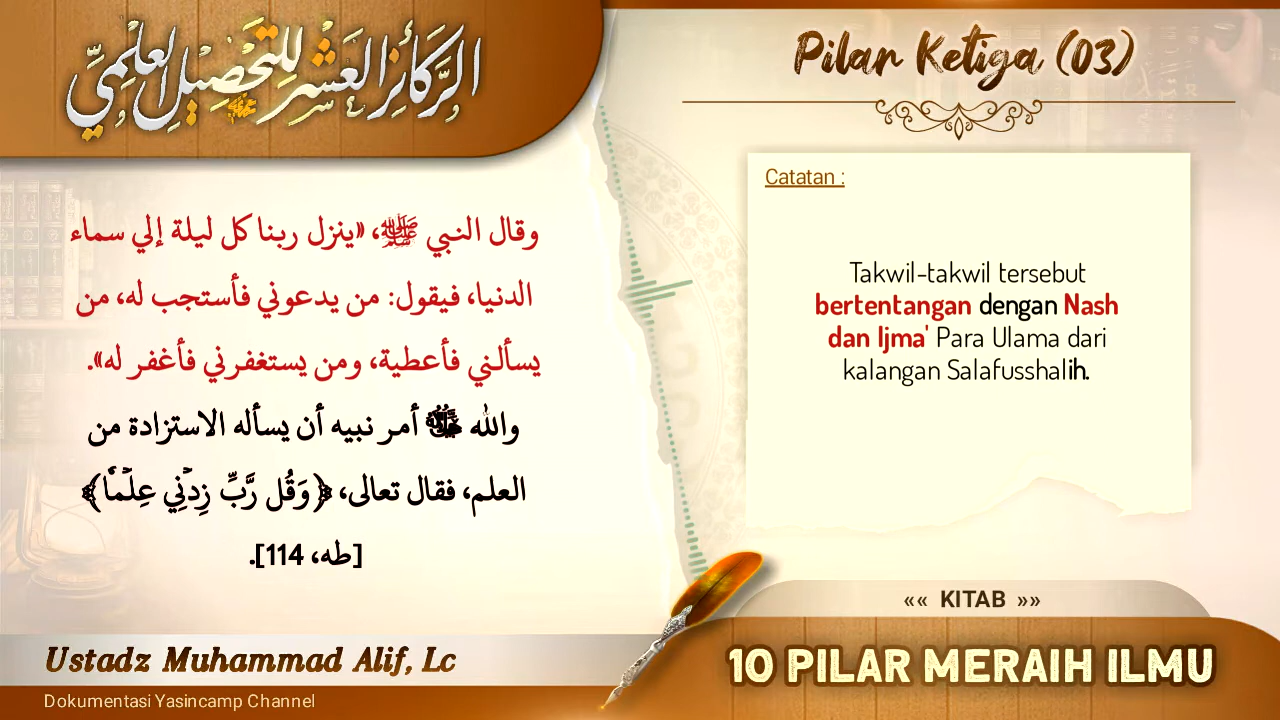 الرَّكَائِزُ العَشْرُ لِلتَّحْصِيْلِ العِلْمِيِّ
Pilar Ketiga (03)
وقال النبي ﷺ، «ينزل ربنا كل ليلة إلي سماء
الدنيا، فيقول: من يدعوني فأستجب له، من
يسألني فأعطية، ومن يستغفرني فأغفر له».
والله ﷻ أمر نبيه أن يسأله الاستزادة من
العلم، فقال تعالى، ﴿وَقُل رَّبِّ زِدْنِي عِلْمًا﴾
[طه، 114].
Catatan :
Takwil-takwil tersebut
bertentangan dengan Nash
dan Ijma' Para Ulama dari
kalangan Salafusshalih.
«« KITAB »»
10 PILAR MERAIH ILMU
Ustadz Muhammad Alif, Lc
Dokumentasi Yasincamp Channel